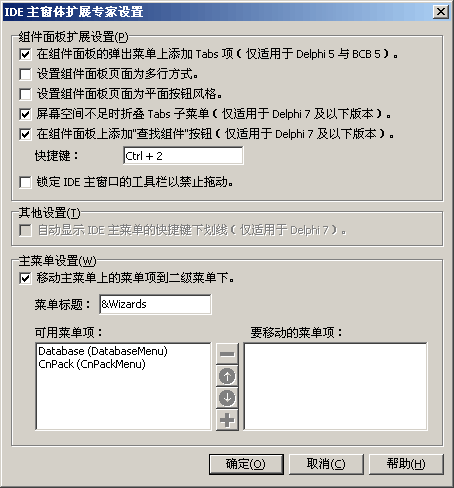 IDE 主窗体扩展专家设置
组件面板扩展设置(P)
在组件面板的弹出菜单上添加 Tabs 项（仅适用于 Delphi 5 与 BCB 5）。
设置组件面板页面为多行方式。
设置组件面板页面为平面按钮风格。
屏幕空间不足时折叠 Tabs 子菜单（仅适用于 Delphi 7 及以下版本）。
在组件面板上添加"查找组件"按钮（仅适用于 Delphi 7 及以下版本）。
快捷键：
Ctrl + 2
锁定 IDE 主窗口的工具栏以禁止拖动。
其他设置(T)
自动显示 IDE 主菜单的快捷键下划线（仅适用于 Delphi 7）。
主菜单设置(W)
移动主菜单上的菜单项到二级菜单下。
菜单标题：
&Wizards
可用菜单项：
要移动的菜单项：
Database (DatabaseMenu)
CnPack (CnPackMenu)
确定(O)
取消(C)
帮助(H)